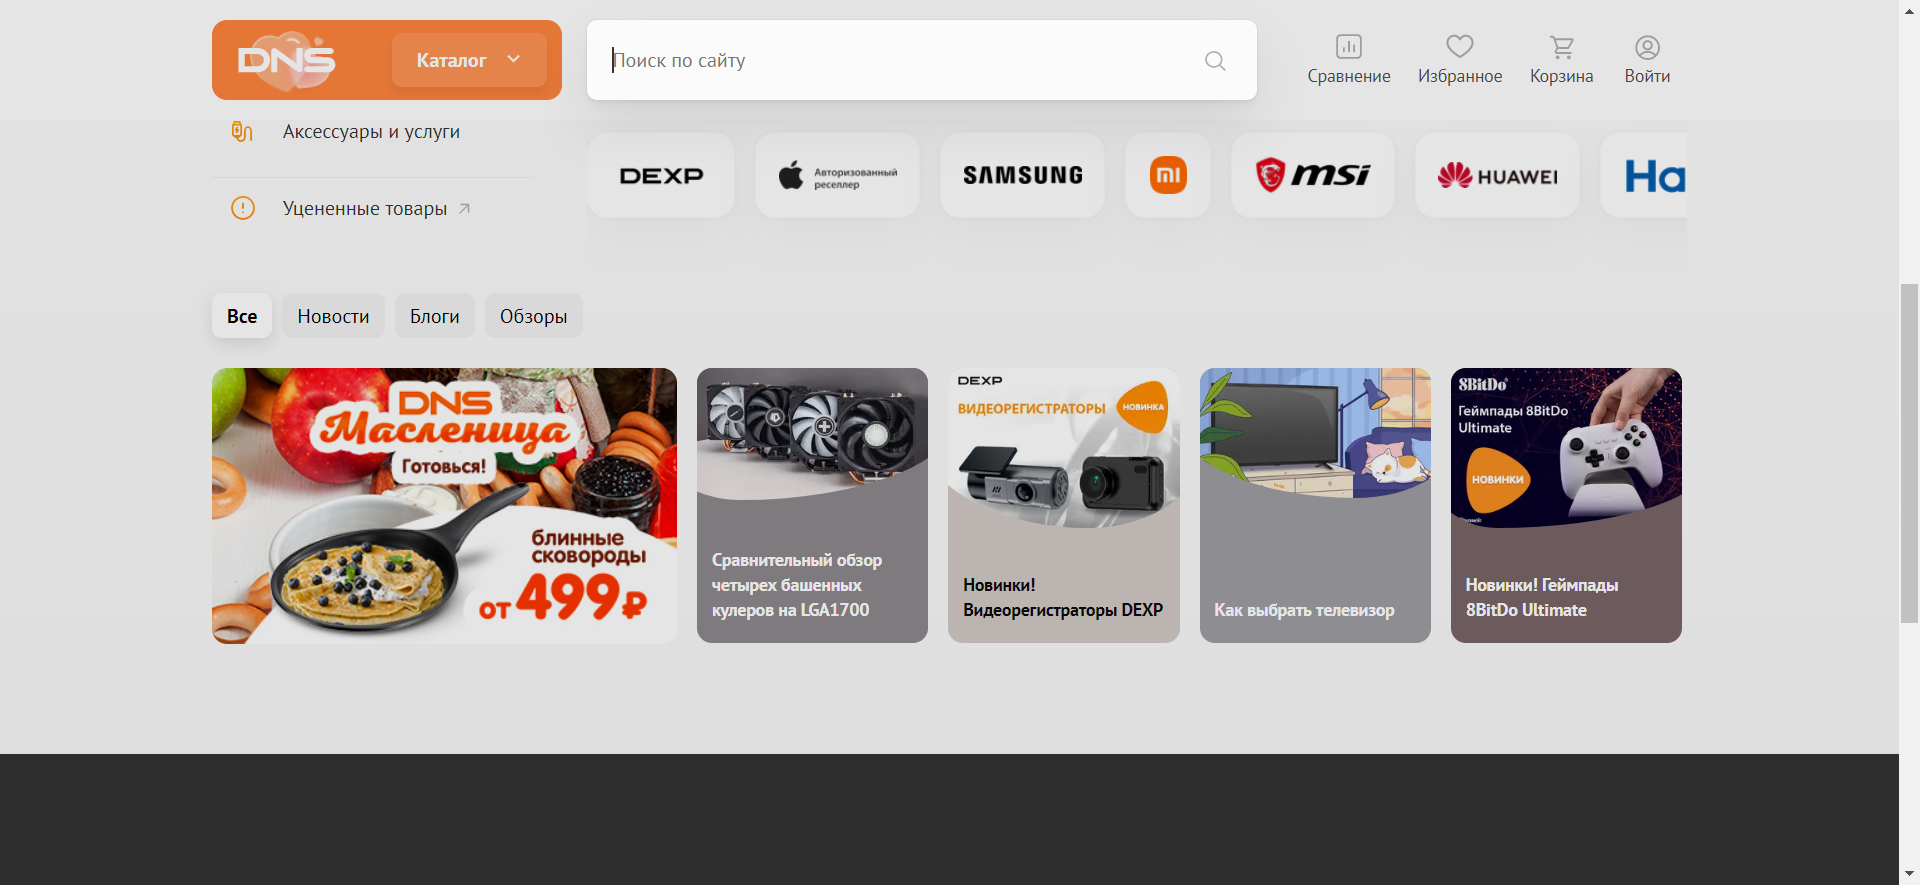 DNS
Каталог
Поиск по сайту
Сравнение
Избранное
Корзина
Войти
Аксессуары и услуги
Уцененные товары
DEXP
Авторизованный
реселлер
SAMSUNG
mi
msi
HUAWEI
Ha
Все
Новости
Блоги
Обзоры
DNS
Масленица
Готовься!
блинные
сковороды
от 499 ₽
Сравнительный обзор
четырех башенных
кулеров на LGA1700
DEXP
ВИДЕОРЕГИСТРАТОРЫ
НОВИНКА
Новинки!
Видеорегистраторы DEXP
Как выбрать телевизор
8BitDo
Геймпады 8BitDo
Ultimate
НОВИНКИ
Новинки! Геймпады
8BitDo Ultimate